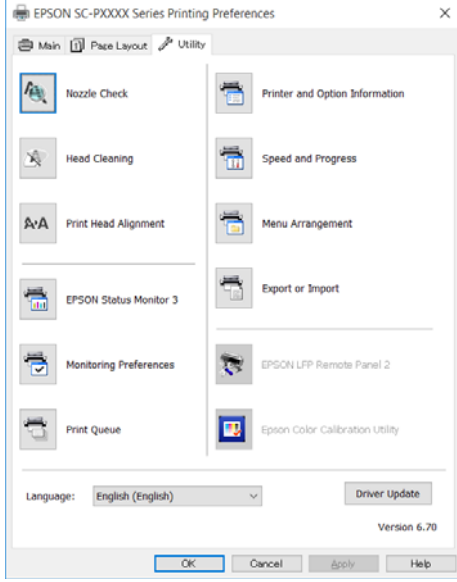 EPSON SC-PXXXX Series Printing Preferences
Main
Page Layout
Utility
Nozzle Check
Printer and Option Information
Head Cleaning
Speed and Progress
A·A
Print Head Alignment
Menu Arrangement
EPSON Status Monitor 3
Export or Import
Monitoring Preferences
EPSON LFP Remote Panel 2
Print Queue
Epson Color Calibration Utility
Language:
English (English)
Driver Update
Version 6.70
OK
Cancel
Apply
Help